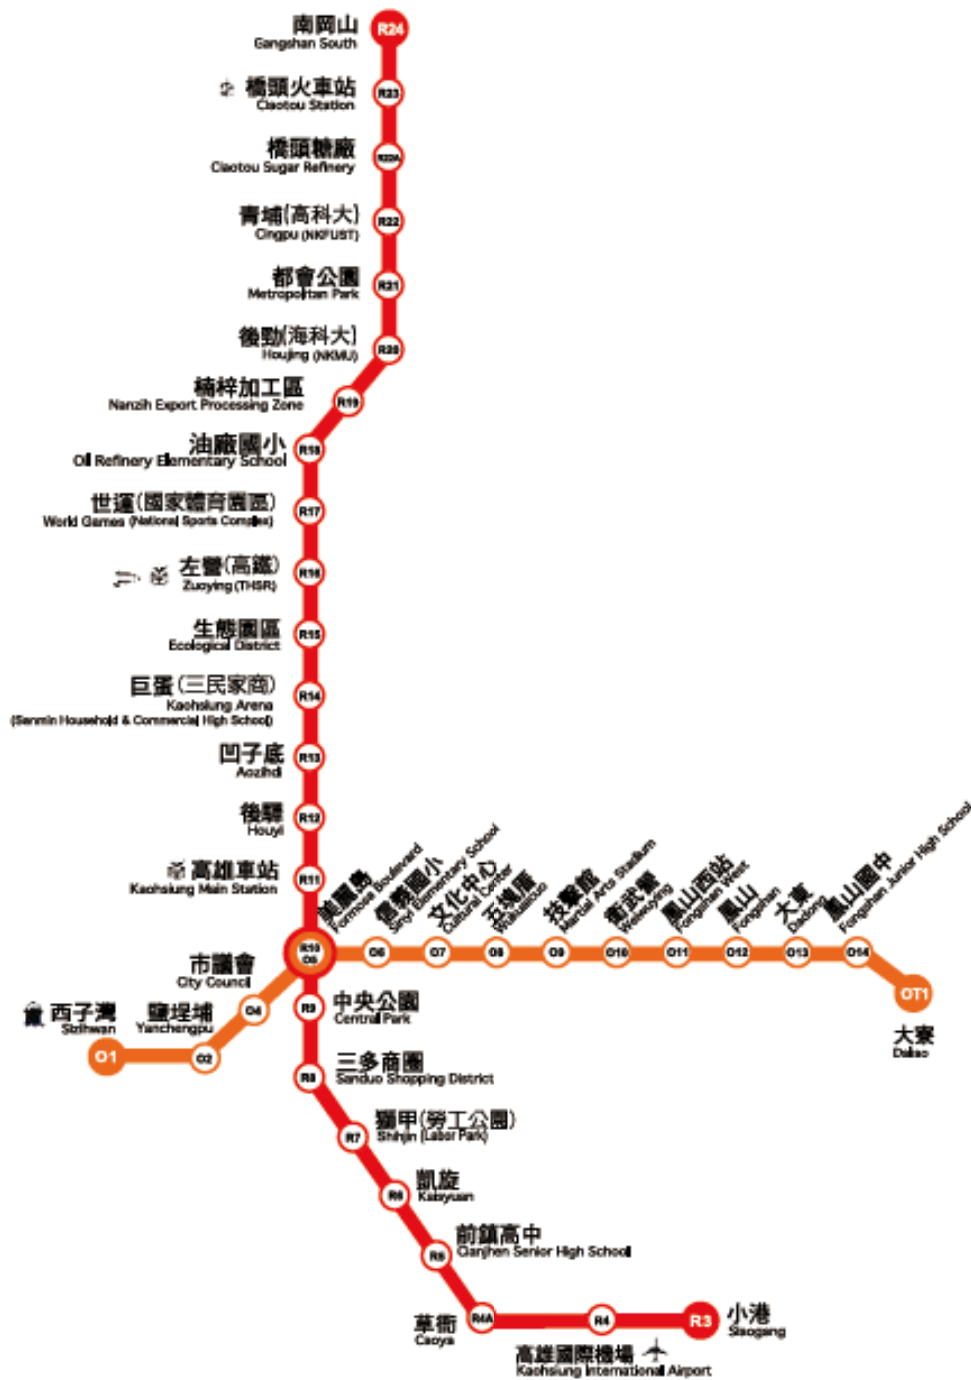 南岡山
Gangshan South
R24
橋頭火車站
Ciaotou Station
R23
橋頭糖廠
Ciaotou Sugar Refinery
R22A
青埔(高科大)
Cingpu (NKFUST)
R22
都會公園
Metropolitan Park
R21
後勁(海科大)
Houjing (NKMU)
R20
楠梓加工區
Nanzih Export Processing Zone
R19
油廠國小
Oil Refinery Elementary School
R18
世運(國家體育園區)
World Games (National Sports Complex)
R17
左營(高鐵)
Zuoying (THSR)
R16
生態園區
Ecological District
R15
巨蛋(三民家商)
Kaohsiung Arena
(Sanmin Household & Commercial High School)
R14
凹子底
Aozihdi
R13
後驛
Houyi
R12
高雄車站
Kaohsiung Main Station
R11
美麗島
Formosa Boulevard
R10
O5
信義國小
Sinyi Elementary School
O6
文化中心
Cultural Center
O7
五塊厝
Wukuaicuo
O8
技擊館
Martial Arts Stadium
O9
衛武營
Weiwuying
O10
鳳山西站
Fongshan West
O11
鳳山
Fongshan
O12
大東
Dadong
O13
鳳山國中
Fongshan Junior High School
O14
OT1
大寮
Daliao
市議會
City Council
O4
鹽埕埔
Yanchengpu
O2
西子灣
Sizihwan
O1
R9
中央公園
Central Park
R8
三多商圈
Sanduo Shopping District
R7
獅甲(勞工公園)
Shihjia (Labor Park)
R6
凱旋
Kaisyuan
R5
前鎮高中
Cianjhen Senior High School
R4A
草衙
Caoya
R4
高雄國際機場
Kaohsiung International Airport
R3
小港
Siaogang